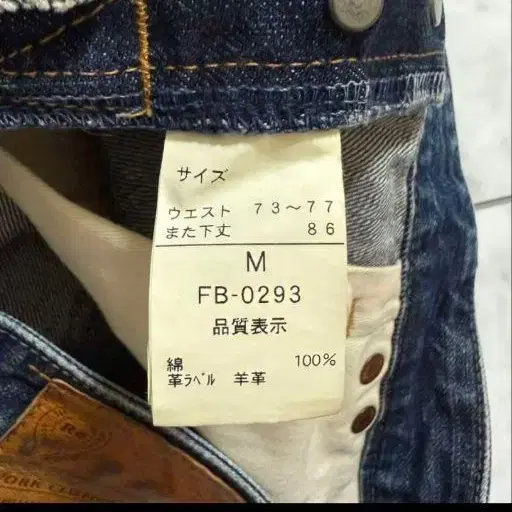 サイズ
ウエスト 73～77
また下丈 86
M
FB-0293
品質表示
綿 100%
革ﾗﾍﾞﾙ 羊革